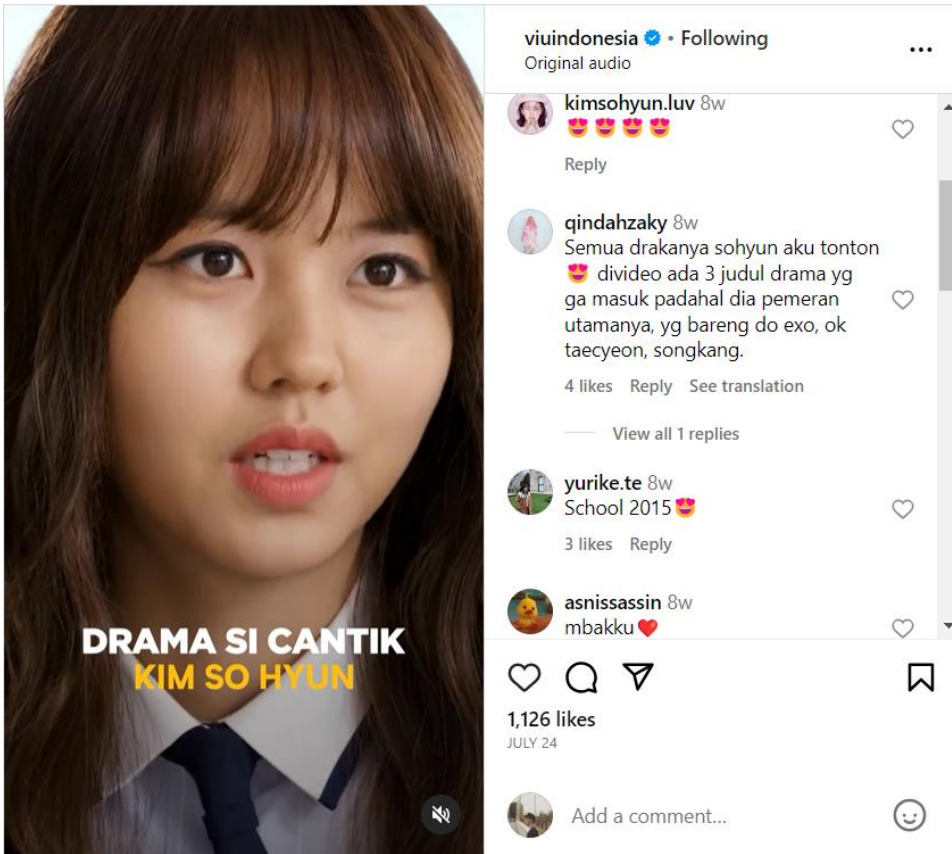 DRAMA SI CANTIK
KIM SO HYUN
viuindonesia • Following
Original audio
kimsohyun.luv 8w
😍😍😍😍
Reply
qindahzaky 8w
Semua drakanya sohyun aku tonton
😍 divideo ada 3 judul drama yg
ga masuk padahal dia pemeran
utamanya, yg bareng do exo, ok
taecyeon, songkang.
4 likes Reply See translation
View all 1 replies
yurike.te 8w
School 2015😍
3 likes Reply
asnissassin 8w
mbakku❤️
1,126 likes
JULY 24
Add a comment...